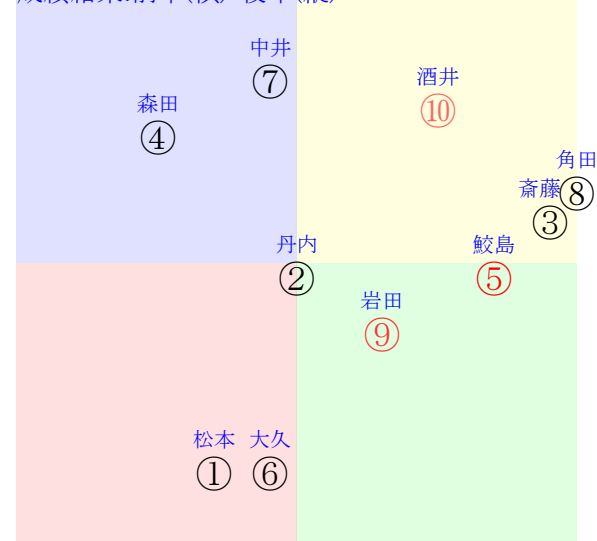 中井
⑦
酒井
⑩
森田
④
角田
⑧
斎藤
③
丹内
②
鮫島
⑤
岩田
⑨
松本
①
大久
⑥